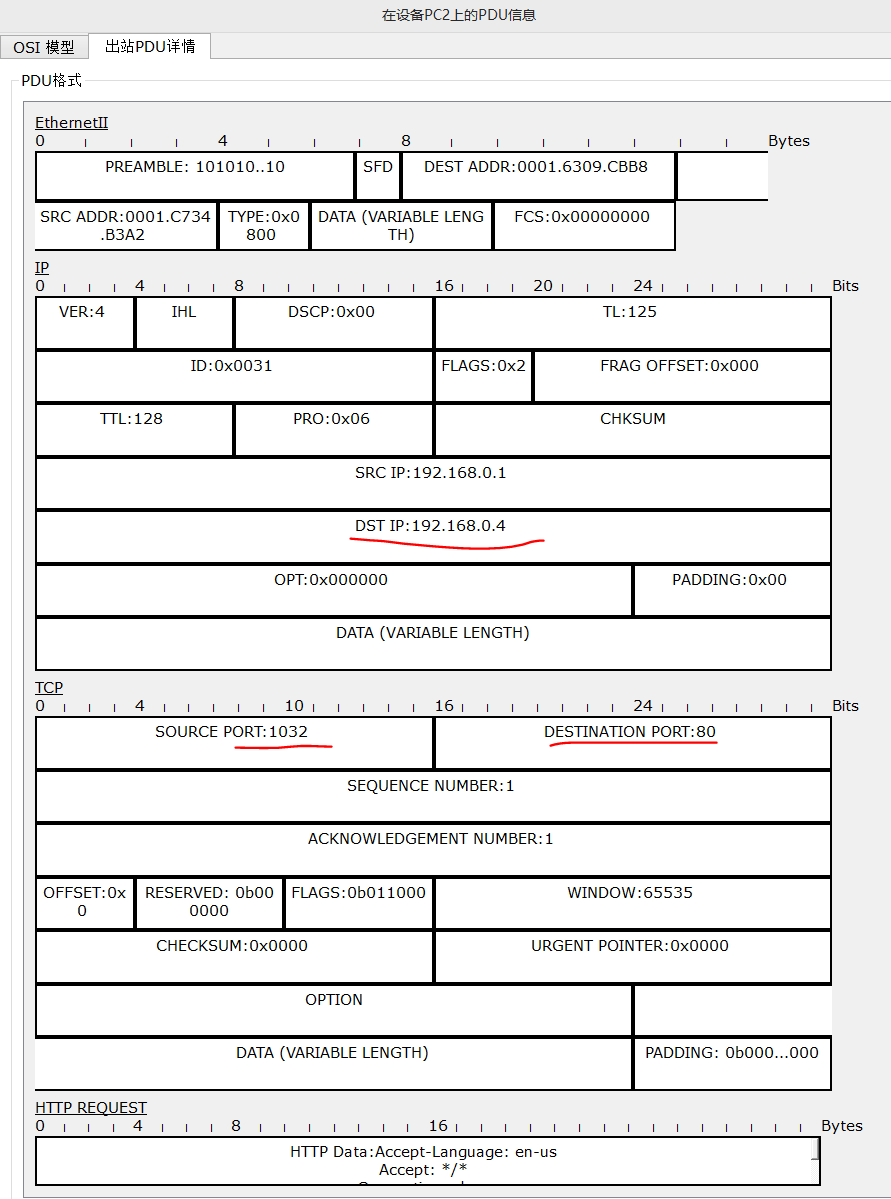 在设备PC2上的PDU信息
OSI 模型 出站PDU详情
PDU格式
EthernetII
0 4 8 Bytes
PREAMBLE: 101010..10 SFD DEST ADDR:0001.6309.CBB8
SRC ADDR:0001.C734
.B3A2
TYPE:0x0
800
DATA (VARIABLE LENG
TH)
FCS:0x00000000
IP
0 4 8 16 20 24 Bits
VER:4 IHL DSCP:0x00 TL:125
ID:0x0031 FLAGS:0x2 FRAG OFFSET:0x000
TTL:128 PRO:0x06 CHKSUM
SRC IP:192.168.0.1
DST IP:192.168.0.4
OPT:0x000000 PADDING:0x00
DATA (VARIABLE LENGTH)
TCP
0 4 10 16 24 Bits
SOURCE PORT:1032 DESTINATION PORT:80
SEQUENCE NUMBER:1
ACKNOWLEDGEMENT NUMBER:1
OFFSET:0x
0
RESERVED: 0b00
0000
FLAGS:0b011000 WINDOW:65535
CHECKSUM:0x0000 URGENT POINTER:0x0000
OPTION
DATA (VARIABLE LENGTH) PADDING: 0b000...000
HTTP REQUEST
0 4 8 16 Bytes
HTTP Data:Accept-Language: en-us
Accept: */*